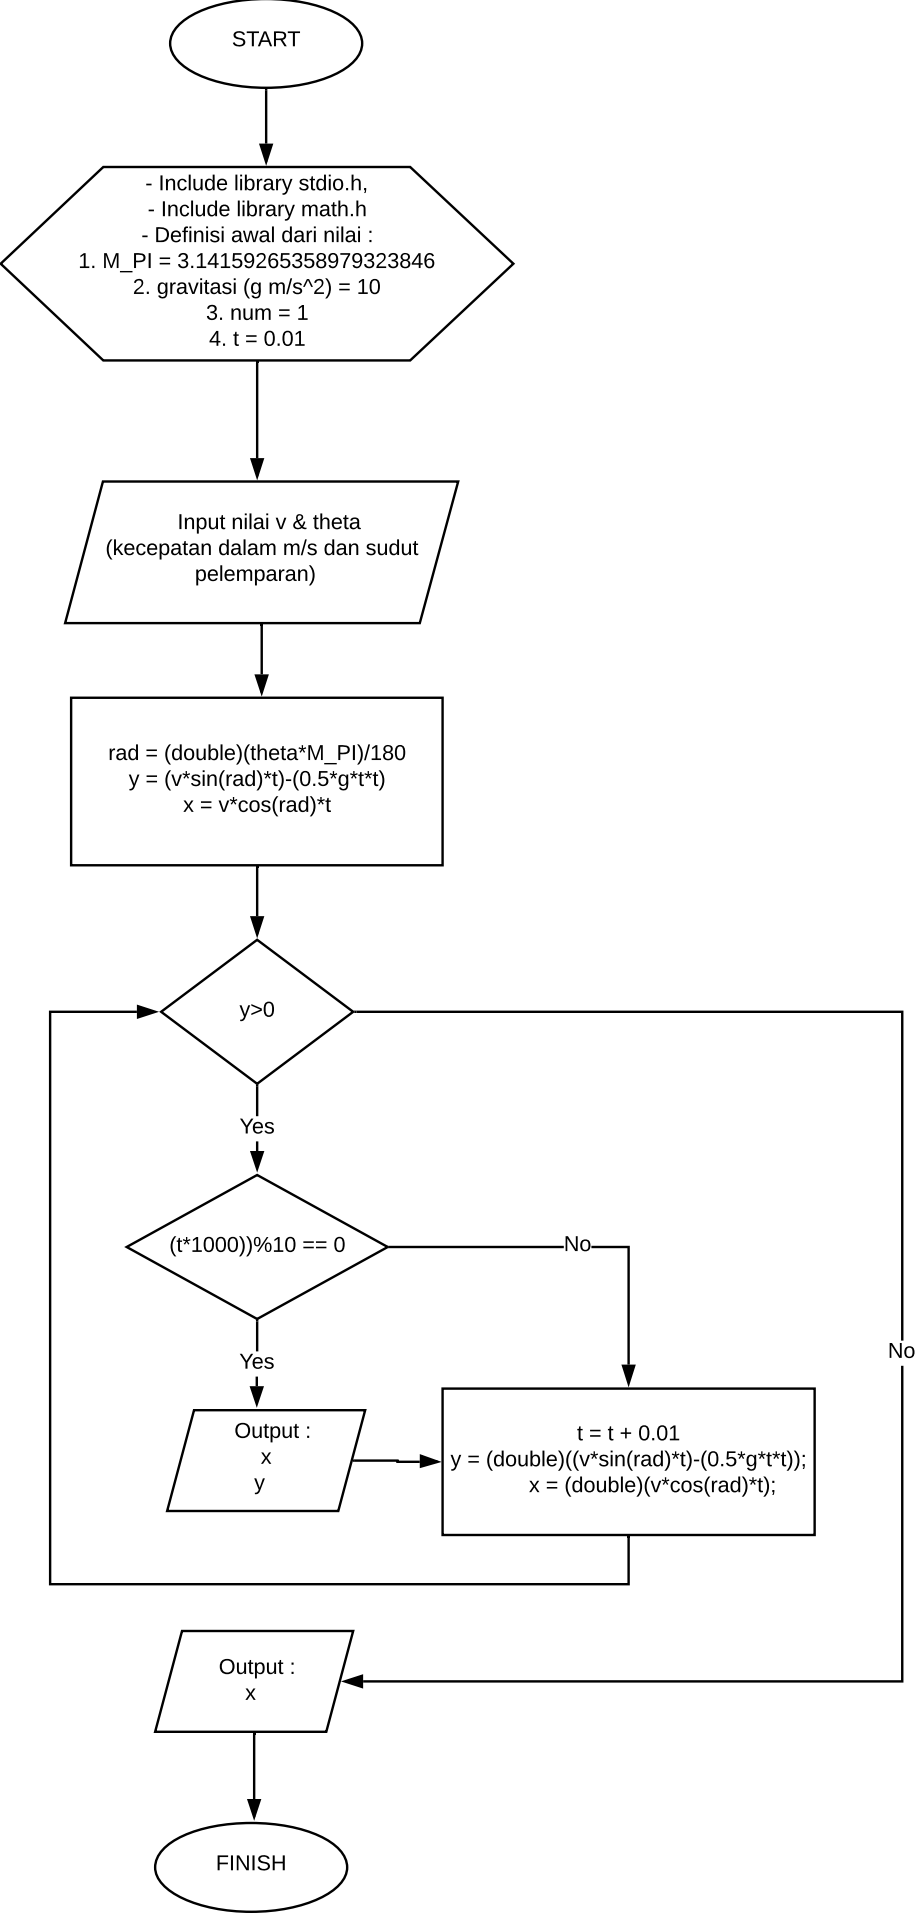 START
- Include library stdio.h,
- Include library math.h
- Definisi awal dari nilai :
1. M_PI = 3.14159265358979323846
2. gravitasi (g m/s^2) = 10
3. num = 1
4. t = 0.01
Input nilai v & theta
(kecepatan dalam m/s dan sudut
pelemparan)
rad = (double)(theta*M_PI)/180
y = (v*sin(rad)*t)-(0.5*g*t*t)
x = v*cos(rad)*t
y>0
Yes
(t*1000))%10 == 0
No
Yes
No
Output :
x
y
t = t + 0.01
y = (double)((v*sin(rad)*t)-(0.5*g*t*t));
x = (double)(v*cos(rad)*t);
Output :
x
FINISH